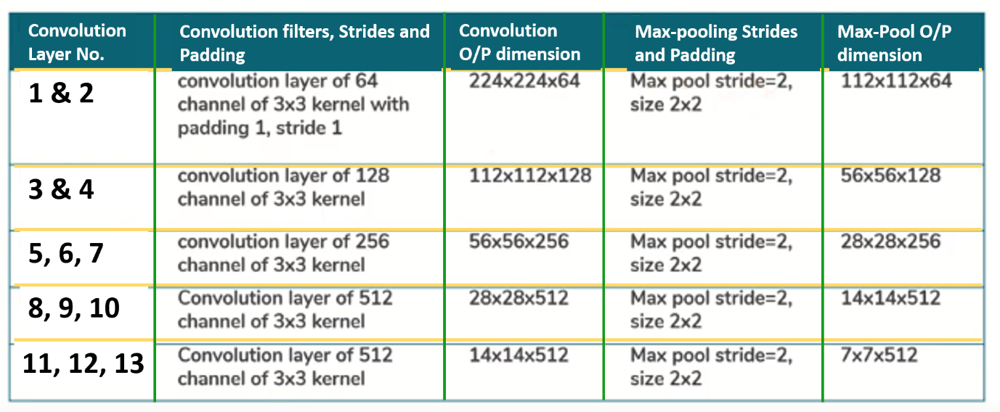 Convolution
Layer No.
Convolution filters, Strides and
Padding
Convolution
O/P dimension
Max-pooling Strides
and Padding
Max-Pool O/P
dimension
1 & 2
convolution layer of 64
channel of 3x3 kernel with
padding 1, stride 1
224x224x64
Max pool stride=2,
size 2x2
112x112x64
3 & 4
convolution layer of 128
channel of 3x3 kernel
112x112x128
Max pool stride=2,
size 2x2
56x56x128
5, 6, 7
convolution layer of 256
channel of 3x3 kernel
56x56x256
Max pool stride=2,
size 2x2
28x28x256
8, 9, 10
Convolution layer of 512
channel of 3x3 kernel
28x28x512
Max pool stride=2,
size 2x2
14x14x512
11, 12, 13
Convolution layer of 512
channel of 3x3 kernel
14x14x512
Max pool stride=2,
size 2x2
7x7x512